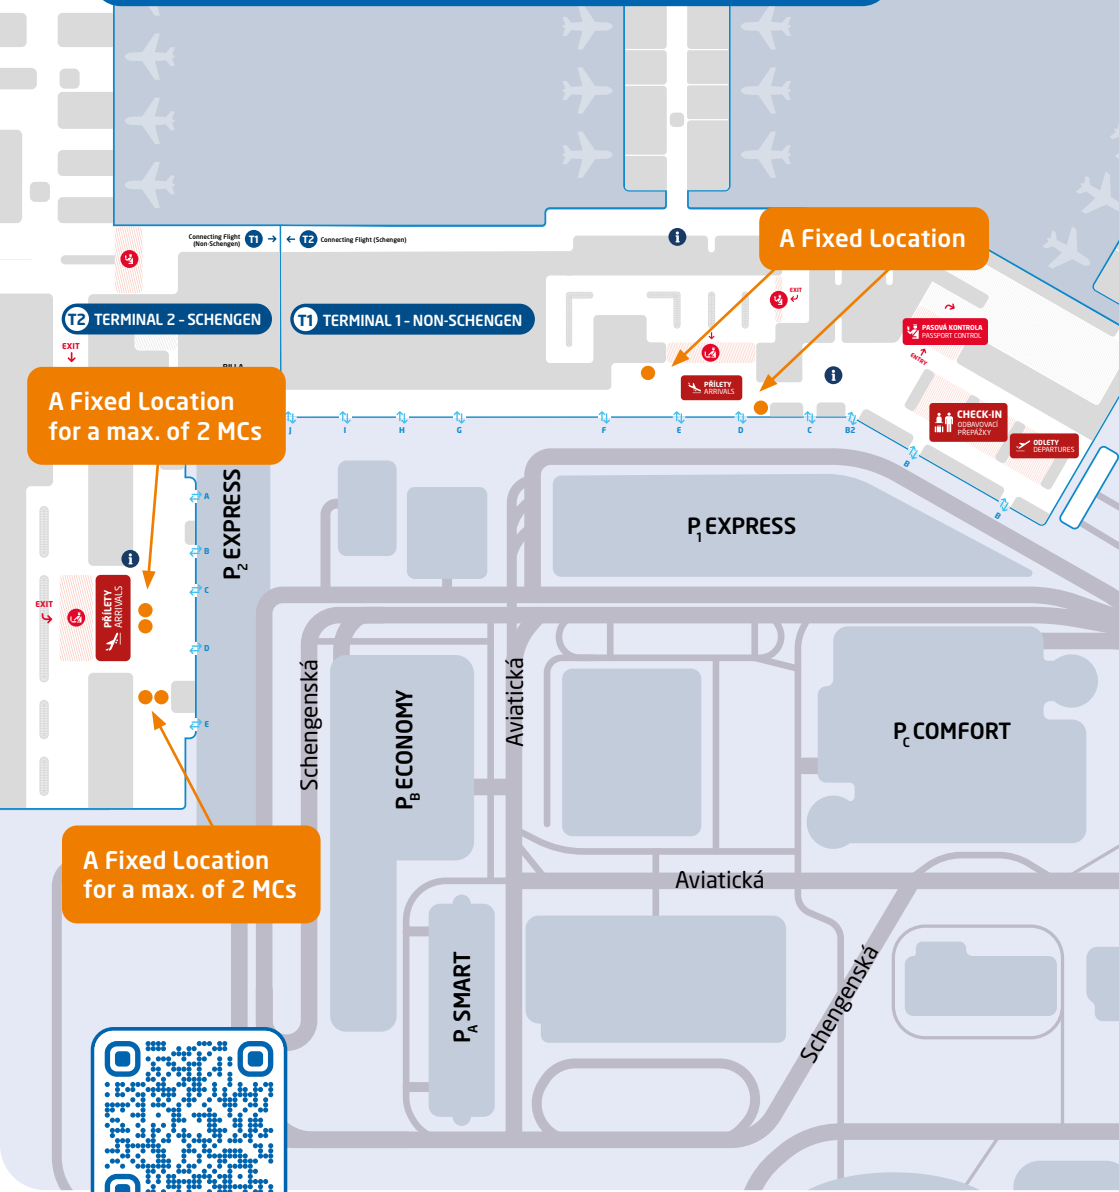 Connecting Flight
(Non-Schengen)
T1
T2
Connecting Flight (Schengen)
i
A Fixed Location
EXIT
T2 TERMINAL 2 – SCHENGEN
T1 TERMINAL 1 – NON-SCHENGEN
PASOVÁ KONTROLA
PASSPORT CONTROL
ENTRY
EXIT
BILLA
A Fixed Location
for a max. of 2 MCs
PŘÍLETY
ARRIVALS
i
CHECK-IN
ODBAVOVACÍ
PŘEPÁŽKY
ODLETY
DEPARTURES
J
I
H
G
F
E
D
C
B2
B
B
P2 EXPRESS
P1 EXPRESS
A
B
C
D
E
i
EXIT
PŘÍLETY
ARRIVALS
Schengenská
PB ECONOMY
Aviatická
PC COMFORT
A Fixed Location
for a max. of 2 MCs
Aviatická
PA SMART
Schengenská